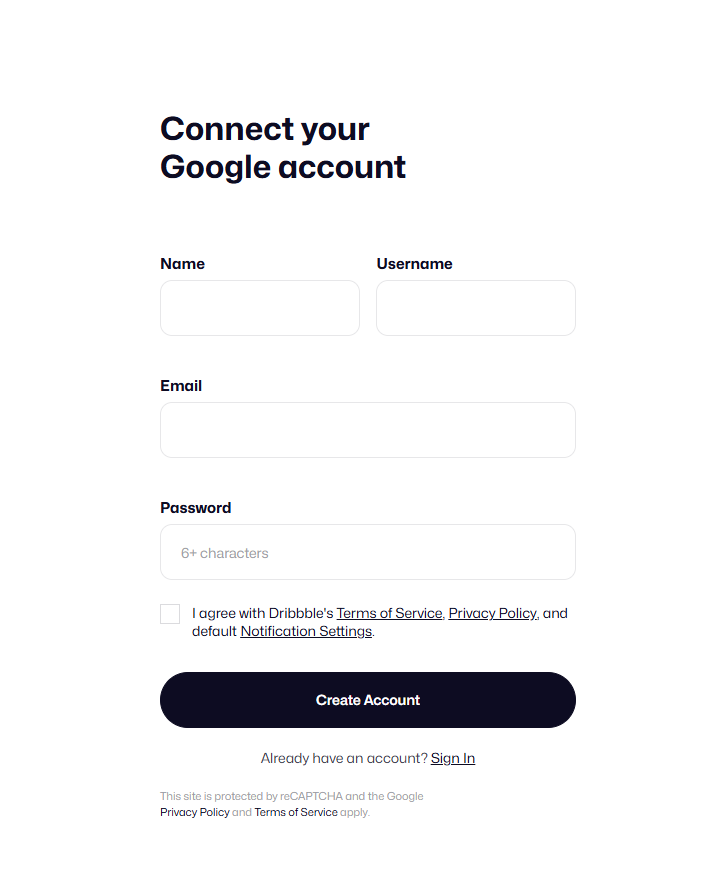 Connect your
Google account
Name
Username
Email
Password
6+ characters
I agree with Dribbble's Terms of Service, Privacy Policy, and
default Notification Settings.
Create Account
Already have an account? Sign In
This site is protected by reCAPTCHA and the Google
Privacy Policy and Terms of Service apply.